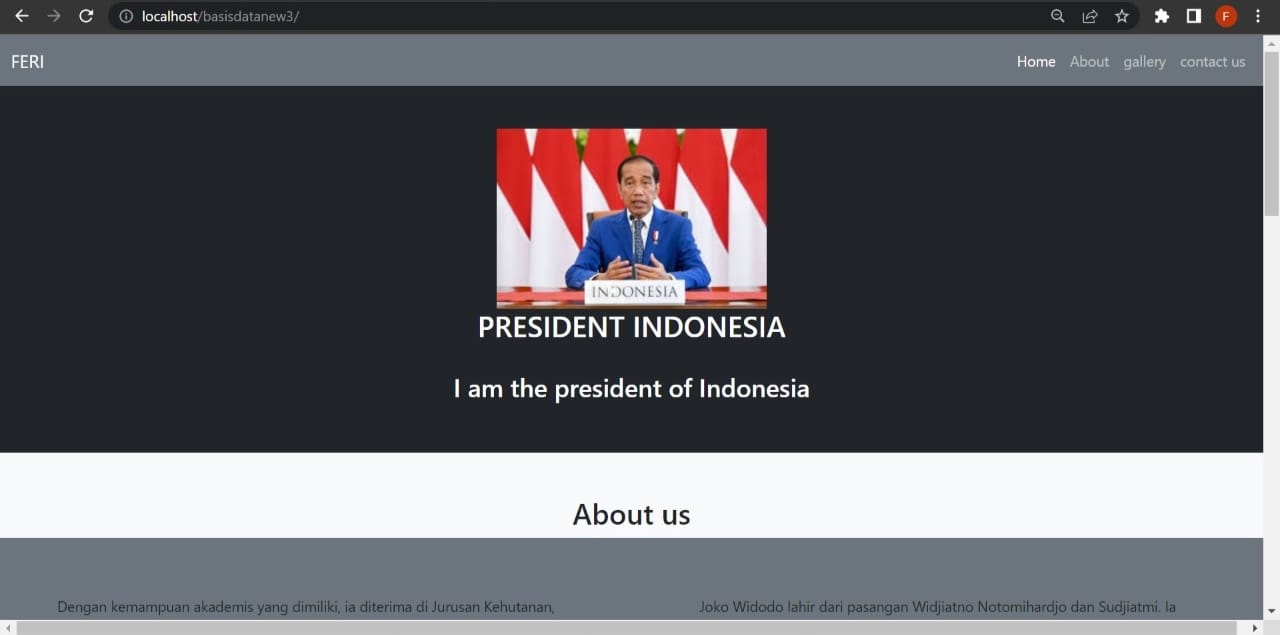 localhost/basisdatanew3/
F
FERI
Home About gallery contact us
INDONESIA
PRESIDENT INDONESIA
I am the president of Indonesia
About us
Dengan kemampuan akademis yang dimiliki, ia diterima di Jurusan Kehutanan,
Joko Widodo lahir dari pasangan Widjiatno Notomihardjo dan Sudjiatmi. Ia